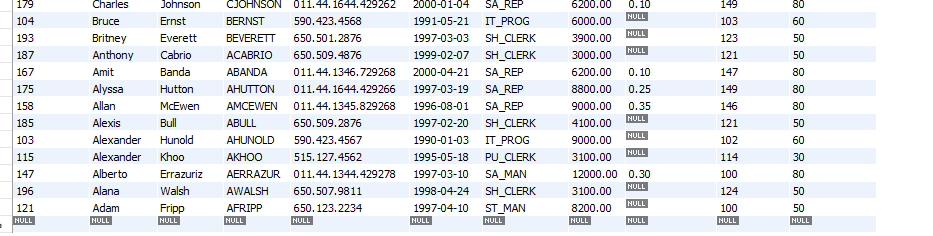 179 Charles Johnson CJOHNSON 011.44.1644.429262 2000-01-04 SA_REP 6200.00 0.10 149 80
104 Bruce Ernst BERNST 590.423.4568 1991-05-21 IT_PROG 6000.00 NULL 103 60
193 Britney Everett BEVERETT 650.501.2876 1997-03-03 SH_CLERK 3900.00 NULL 123 50
187 Anthony Cabrio ACABRIO 650.509.4876 1999-02-07 SH_CLERK 3000.00 NULL 121 50
167 Amit Banda ABANDA 011.44.1346.729268 2000-04-21 SA_REP 6200.00 0.10 147 80
175 Alyssa Hutton AHUTTON 011.44.1644.429266 1997-03-19 SA_REP 8800.00 0.25 149 80
158 Allan McEwen AMCEWEN 011.44.1345.829268 1996-08-01 SA_REP 9000.00 0.35 146 80
185 Alexis Bull ABULL 650.509.2876 1997-02-20 SH_CLERK 4100.00 NULL 121 50
103 Alexander Hunold AHUNOLD 590.423.4567 1990-01-03 IT_PROG 9000.00 NULL 102 60
115 Alexander Khoo AKHOO 515.127.4562 1995-05-18 PU_CLERK 3100.00 NULL 114 30
147 Alberto Errazuriz AERRAZUR 011.44.1344.429278 1997-03-10 SA_MAN 12000.00 0.30 100 80
196 Alana Walsh AWALSH 650.507.9811 1998-04-24 SH_CLERK 3100.00 NULL 124 50
121 Adam Fripp AFRIPP 650.123.2234 1997-04-10 ST_MAN 8200.00 NULL 100 50
NULL NULL NULL NULL NULL NULL NULL NULL NULL NULL NULL